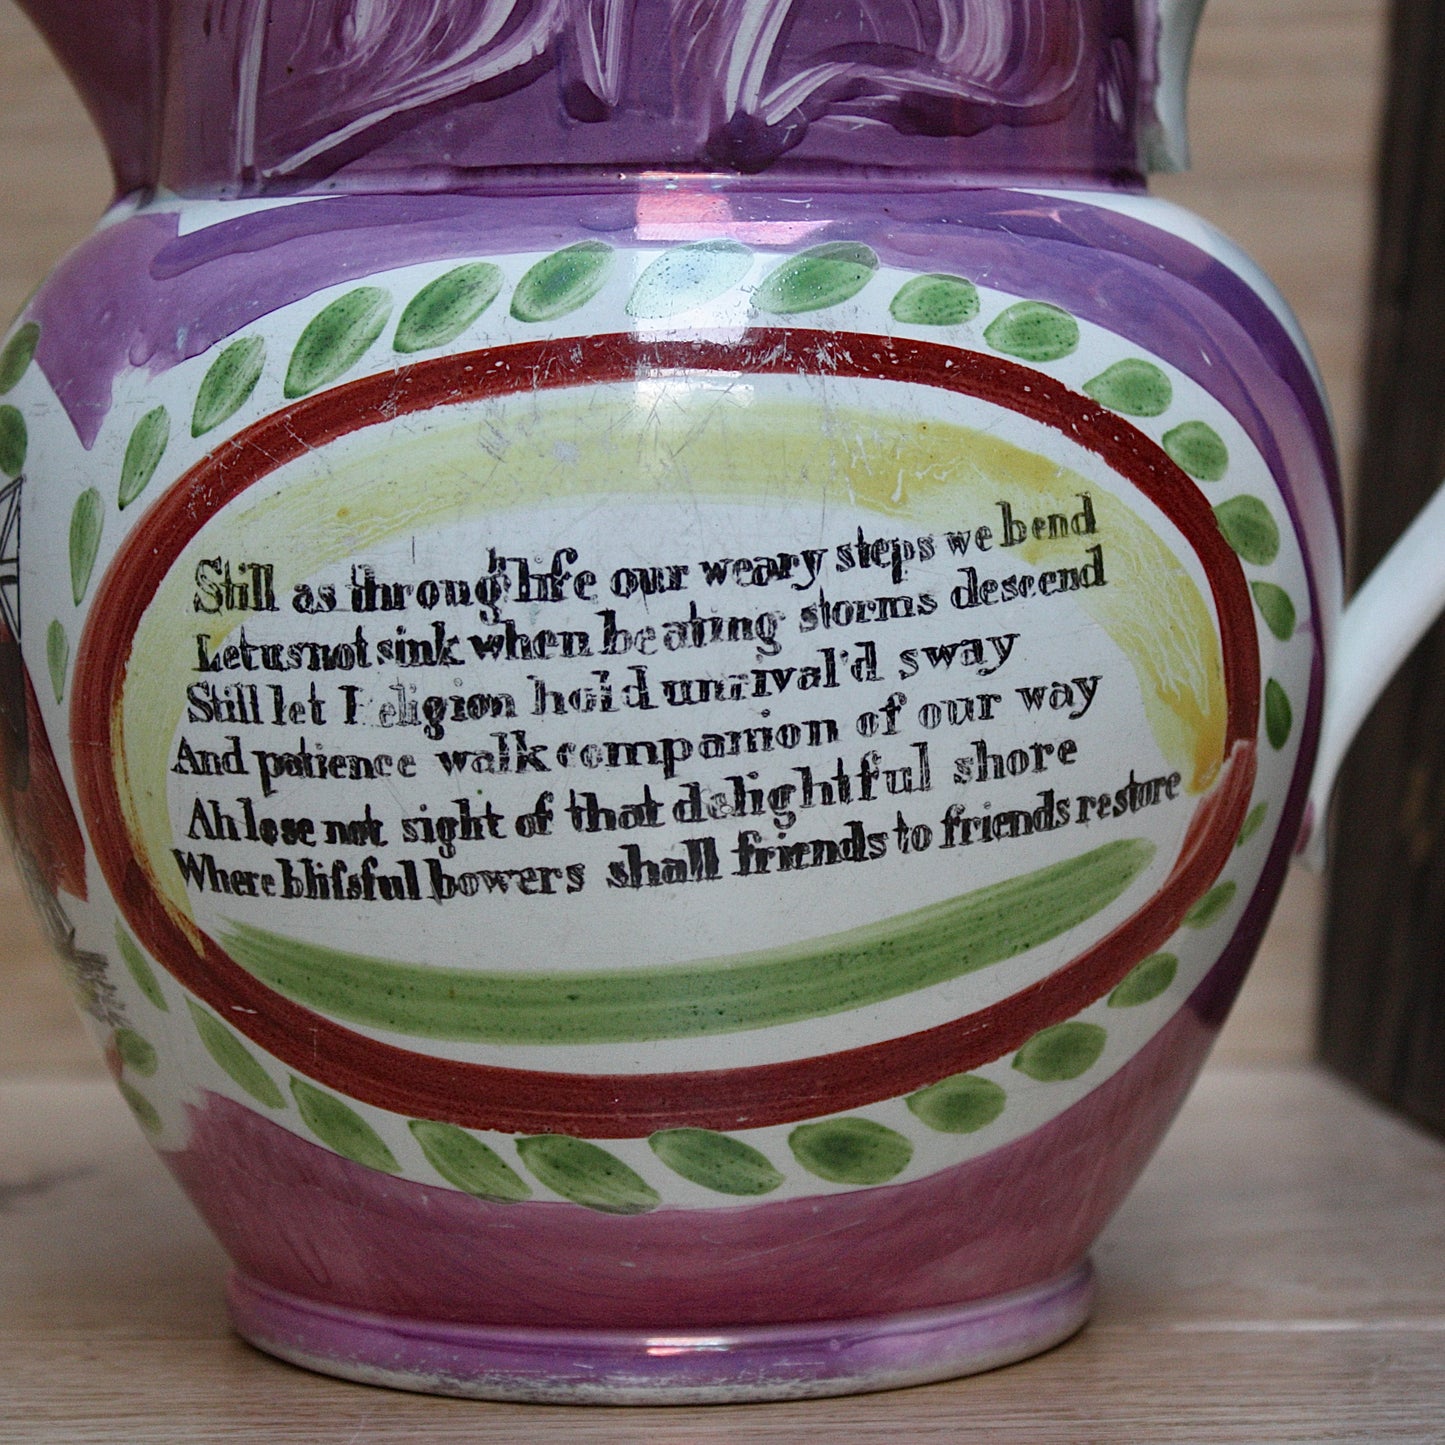 Still as through life our weary steps we bend
Let us not sink when beating storms descend
Still let Religion hold unrival'd sway
And patience walk companion of our way
Ah lose not sight of that delightful shore
Where blifsful bowers shall friends to friends restore